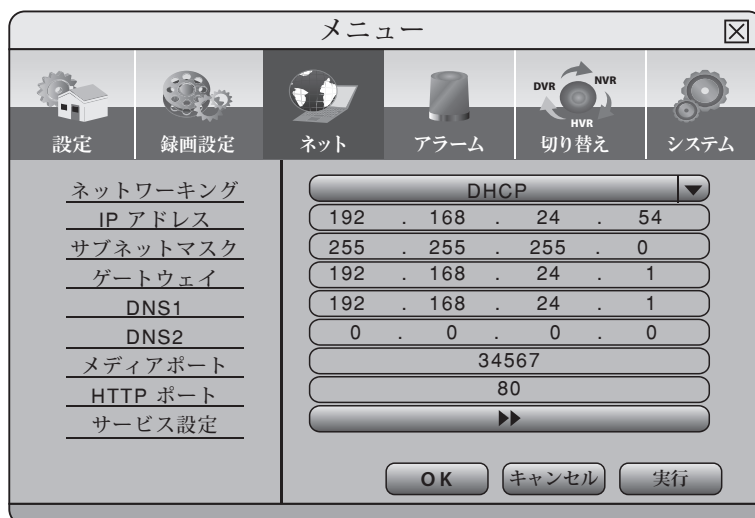 メニュー
設定 録画設定 ネット アラーム DVR NVR HVR 切り替え システム
ネットワーキング DHCP
IP アドレス 192 . 168 . 24 . 54
サブネットマスク 255 . 255 . 255 . 0
ゲートウェイ 192 . 168 . 24 . 1
DNS1 192 . 168 . 24 . 1
DNS2 0 . 0 . 0 . 0
メディアポート 34567
HTTP ポート 80
サービス設定
OK キャンセル 実行